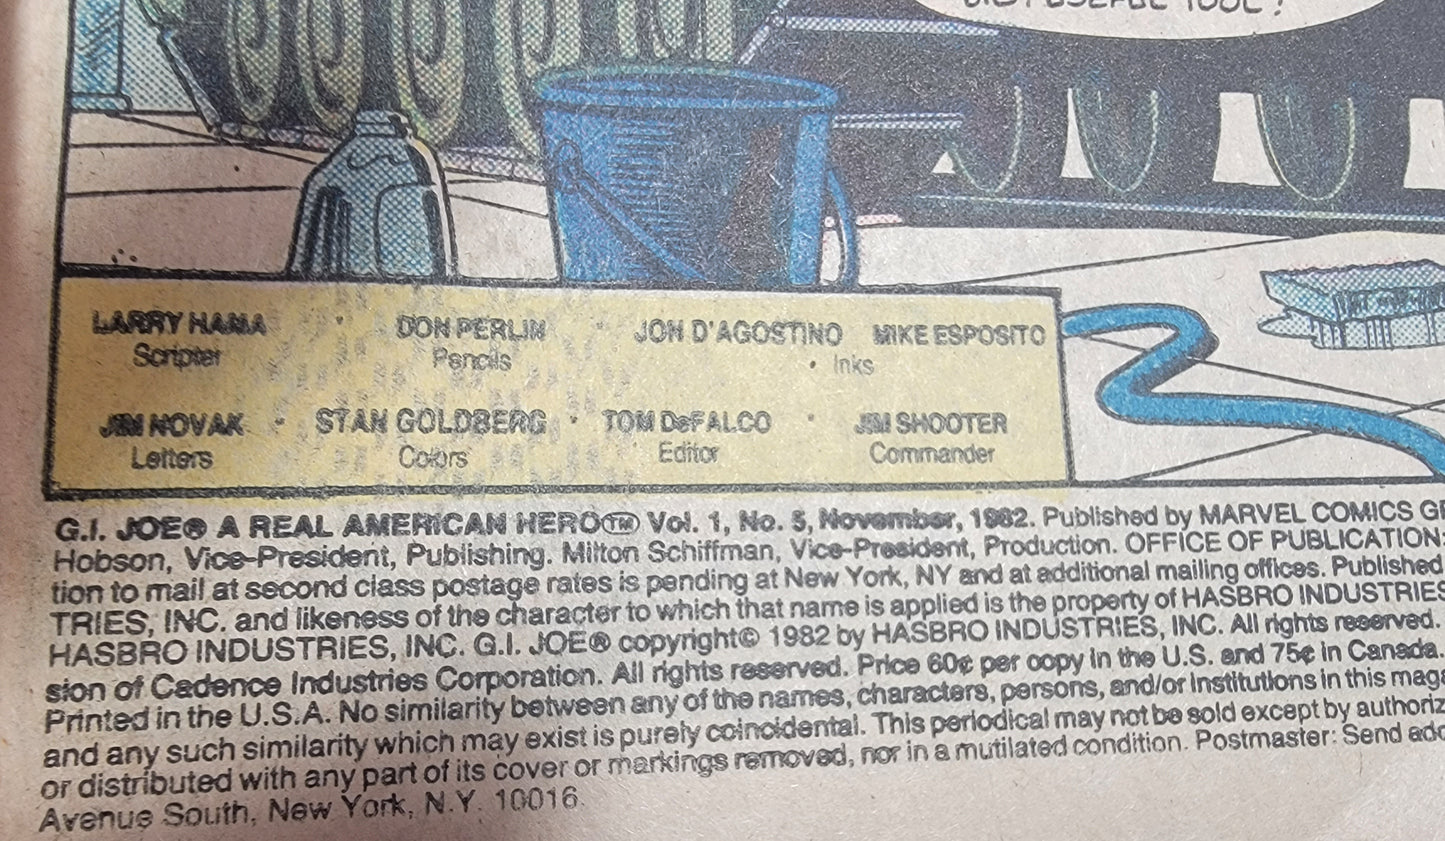 USEFUL TOOL!
LARRY HAMA • DON PERLIN • JON D'AGOSTINO MIKE ESPOSITO
Scripter Pencils • Inks
JIM NOVAK • STAN GOLDBERG • TOM DeFALCO • JIM SHOOTER
Letters Colors Editor Commander
G.I. JOE® A REAL AMERICAN HERO™ Vol. 1, No. 5, November, 1982. Published by MARVEL COMICS G
Hobson, Vice-President, Publishing. Milton Schiffman, Vice-President, Production. OFFICE OF PUBLICATION:
tion to mail at second class postage rates is pending at New York, NY and at additional mailing offices. Published
TRIES, INC. and likeness of the character to which that name is applied is the property of HASBRO INDUSTRIES
HASBRO INDUSTRIES, INC. G.I. JOE® copyright© 1982 by HASBRO INDUSTRIES, INC. All rights reserved.
sion of Cadence Industries Corporation. All rights reserved. Price 60¢ per copy in the U.S. and 75¢ in Canada.
Printed in the U.S.A. No similarity between any of the names, characters, persons, and/or institutions in this maga
and any such similarity which may exist is purely coincidental. This periodical may not be sold except by authoriz
or distributed with any part of its cover or markings removed, nor in a mutilated condition. Postmaster: Send add
Avenue South, New York, N.Y. 10016.